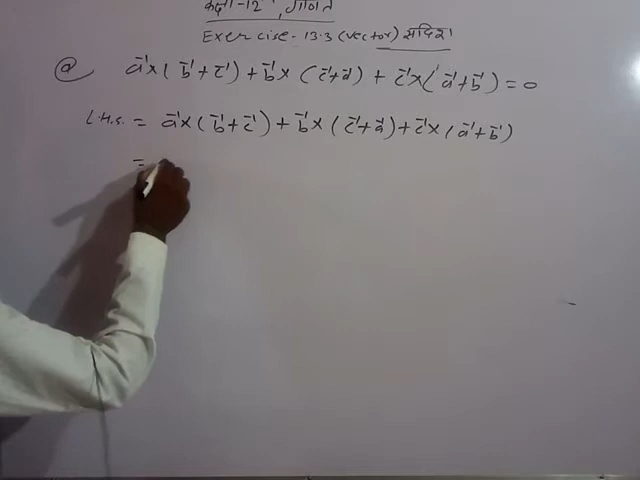 कक्षा-12, गणित
Exercise-13.3 (vector) सदिश
@ a⃗×(b⃗+c⃗)+b⃗×(c⃗+a⃗)+c⃗×(a⃗+b⃗)=0
L.H.S. = a⃗×(b⃗+c⃗)+b⃗×(c⃗+a⃗)+c⃗×(a⃗+b⃗)
=